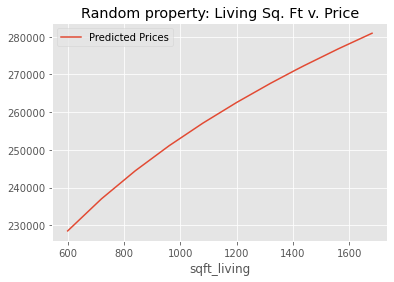 Random property: Living Sq. Ft v. Price
Predicted Prices
280000
270000
260000
250000
240000
230000
600 800 1000 1200 1400 1600
sqft_living